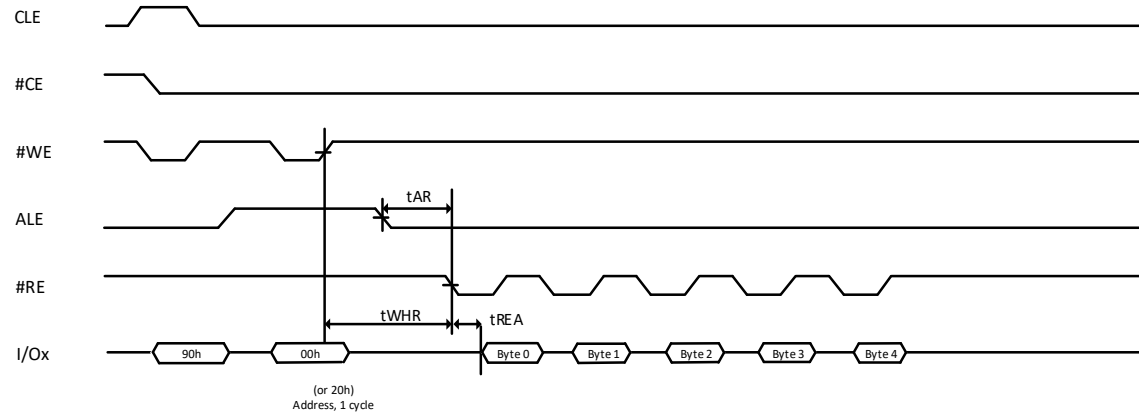 CLE
#CE
#WE
ALE
tAR
#RE
tWHR
tREA
I/Ox
90h
00h
Byte 0
Byte 1
Byte 2
Byte 3
Byte 4
(or 20h)
Address, 1 cycle